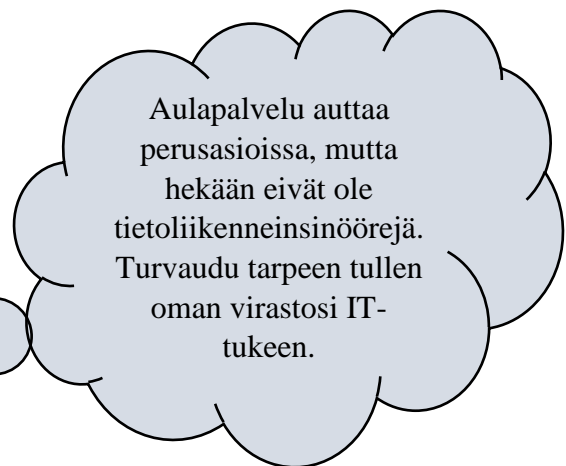 Aulapalvelu auttaa
perusasioissa, mutta
hekään eivät ole
tietoliikenneinsinöörejä.
Turvaudu tarpeen tullen
oman virastosi IT-
tukeen.